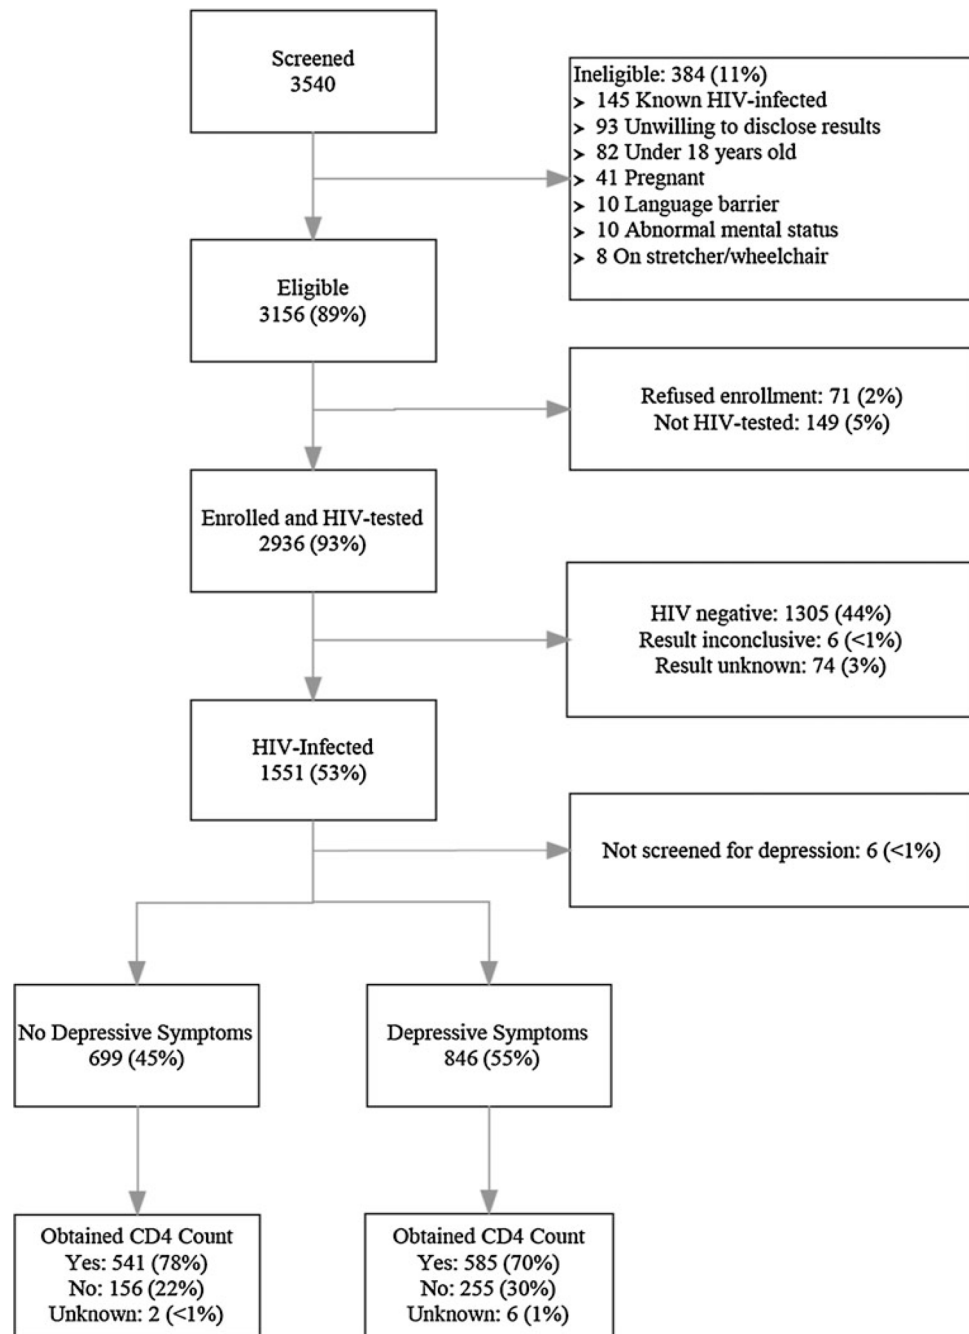 Screened
3540
Ineligible: 384 (11%)
➤ 145 Known HIV-infected
➤ 93 Unwilling to disclose results
➤ 82 Under 18 years old
➤ 41 Pregnant
➤ 10 Language barrier
➤ 10 Abnormal mental status
➤ 8 On stretcher/wheelchair
Eligible
3156 (89%)
Refused enrollment: 71 (2%)
Not HIV-tested: 149 (5%)
Enrolled and HIV-tested
2936 (93%)
HIV negative: 1305 (44%)
Result inconclusive: 6 (<1%)
Result unknown: 74 (3%)
HIV-Infected
1551 (53%)
Not screened for depression: 6 (<1%)
No Depressive Symptoms
699 (45%)
Depressive Symptoms
846 (55%)
Obtained CD4 Count
Yes: 541 (78%)
No: 156 (22%)
Unknown: 2 (<1%)
Obtained CD4 Count
Yes: 585 (70%)
No: 255 (30%)
Unknown: 6 (1%)